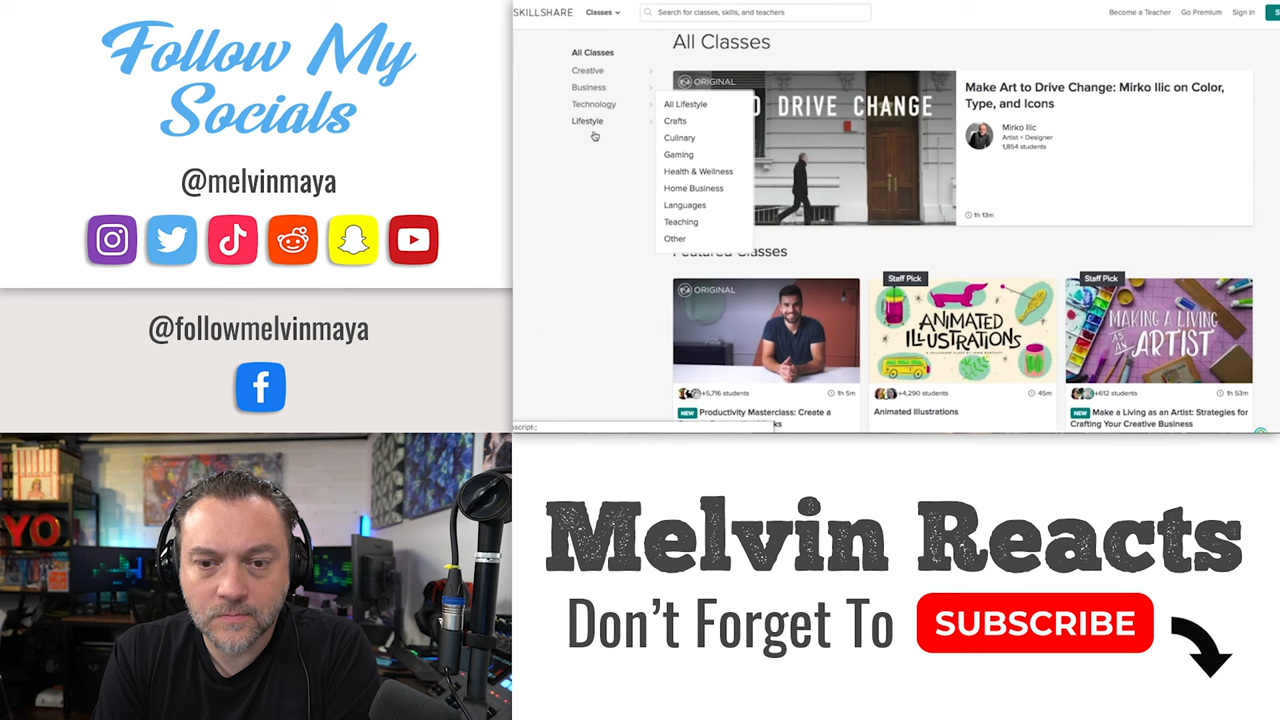 Follow My
Socials
@melvinmaya
@followmelvinmaya
SKILLSHARE
Classes
Search for classes, skills, and teachers
Become a Teacher
Go Premium
Sign In
All Classes
Creative
Business
Technology
Lifestyle
All Lifestyle
Crafts
Culinary
Gaming
Health & Wellness
Home Business
Languages
Teaching
Other
All Classes
ORIGINAL
DRIVE CHANGE
Make Art to Drive Change: Mirko Ilic on Color,
Type, and Icons
Mirko Ilic
Artist + Designer
1,854 students
1h 13m
Featured Classes
ORIGINAL
+5,716 students
1h 5m
NEW Productivity Masterclass: Create a
Staff Pick
ANIMATED
ILLUSTRATIONS
+4,290 students
45m
Animated Illustrations
Staff Pick
MAKING A LIVING
AS AN
ARTIST
+612 students
1h 53m
NEW Make a Living as an Artist: Strategies for
Crafting Your Creative Business
YO
Melvin Reacts
Don't Forget To SUBSCRIBE